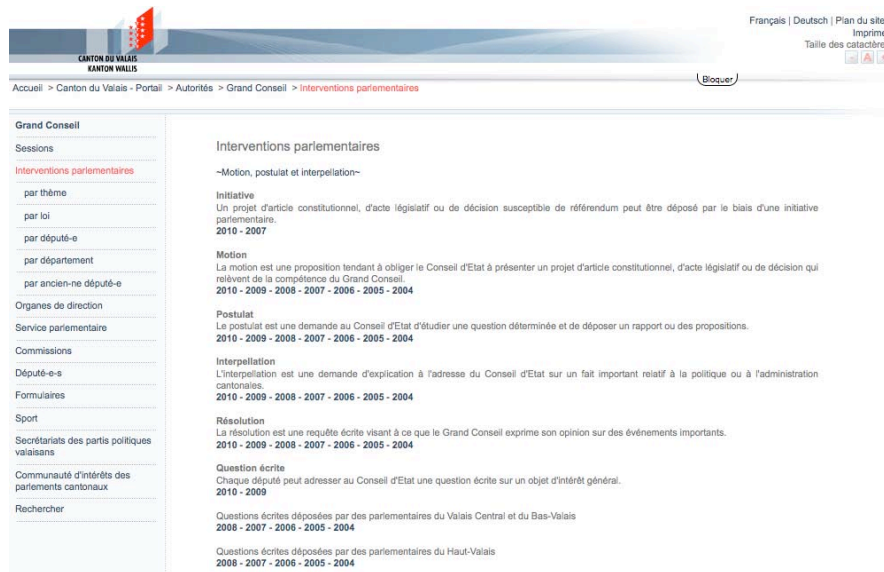 Français | Deutsch | Plan du site
Imprime
Taille des catactère
- A +
CANTON DU VALAIS
KANTON WALLIS
Bloquer
Accueil > Canton du Valais - Portail > Autorités > Grand Conseil > Interventions parlementaires
Grand Conseil
Sessions
Interventions parlementaires
par thème
par loi
par député-e
par département
par ancien-ne député-e
Organes de direction
Service parlementaire
Commissions
Député-e-s
Formulaires
Sport
Secrétariats des partis politiques
valaisans
Communauté d'intérêts des
parlements cantonaux
Rechercher
Interventions parlementaires
~Motion, postulat et interpellation~
Initiative
Un projet d'article constitutionnel, d'acte législatif ou de décision susceptible de référendum peut être déposé par le biais d'une initiative
parlementaire.
2010 - 2007
Motion
La motion est une proposition tendant à obliger le Conseil d'Etat à présenter un projet d'article constitutionnel, d'acte législatif ou de décision qui
relèvent de la compétence du Grand Conseil.
2010 - 2009 - 2008 - 2007 - 2006 - 2005 - 2004
Postulat
Le postulat est une demande au Conseil d'Etat d'étudier une question déterminée et de déposer un rapport ou des propositions.
2010 - 2009 - 2008 - 2007 - 2006 - 2005 - 2004
Interpellation
L'interpellation est une demande d'explication à l'adresse du Conseil d'Etat sur un fait important relatif à la politique ou à l'administration
cantonales.
2010 - 2009 - 2008 - 2007 - 2006 - 2005 - 2004
Résolution
La résolution est une requête écrite visant à ce que le Grand Conseil exprime son opinion sur des événements importants.
2010 - 2009 - 2008 - 2007 - 2006 - 2005 - 2004
Question écrite
Chaque député peut adresser au Conseil d'Etat une question écrite sur un objet d'intérêt général.
2010 - 2009
Questions écrites déposées par des parlementaires du Valais Central et du Bas-Valais
2008 - 2007 - 2006 - 2005 - 2004
Questions écrites déposées par des parlementaires du Haut-Valais
2008 - 2007 - 2006 - 2005 - 2004